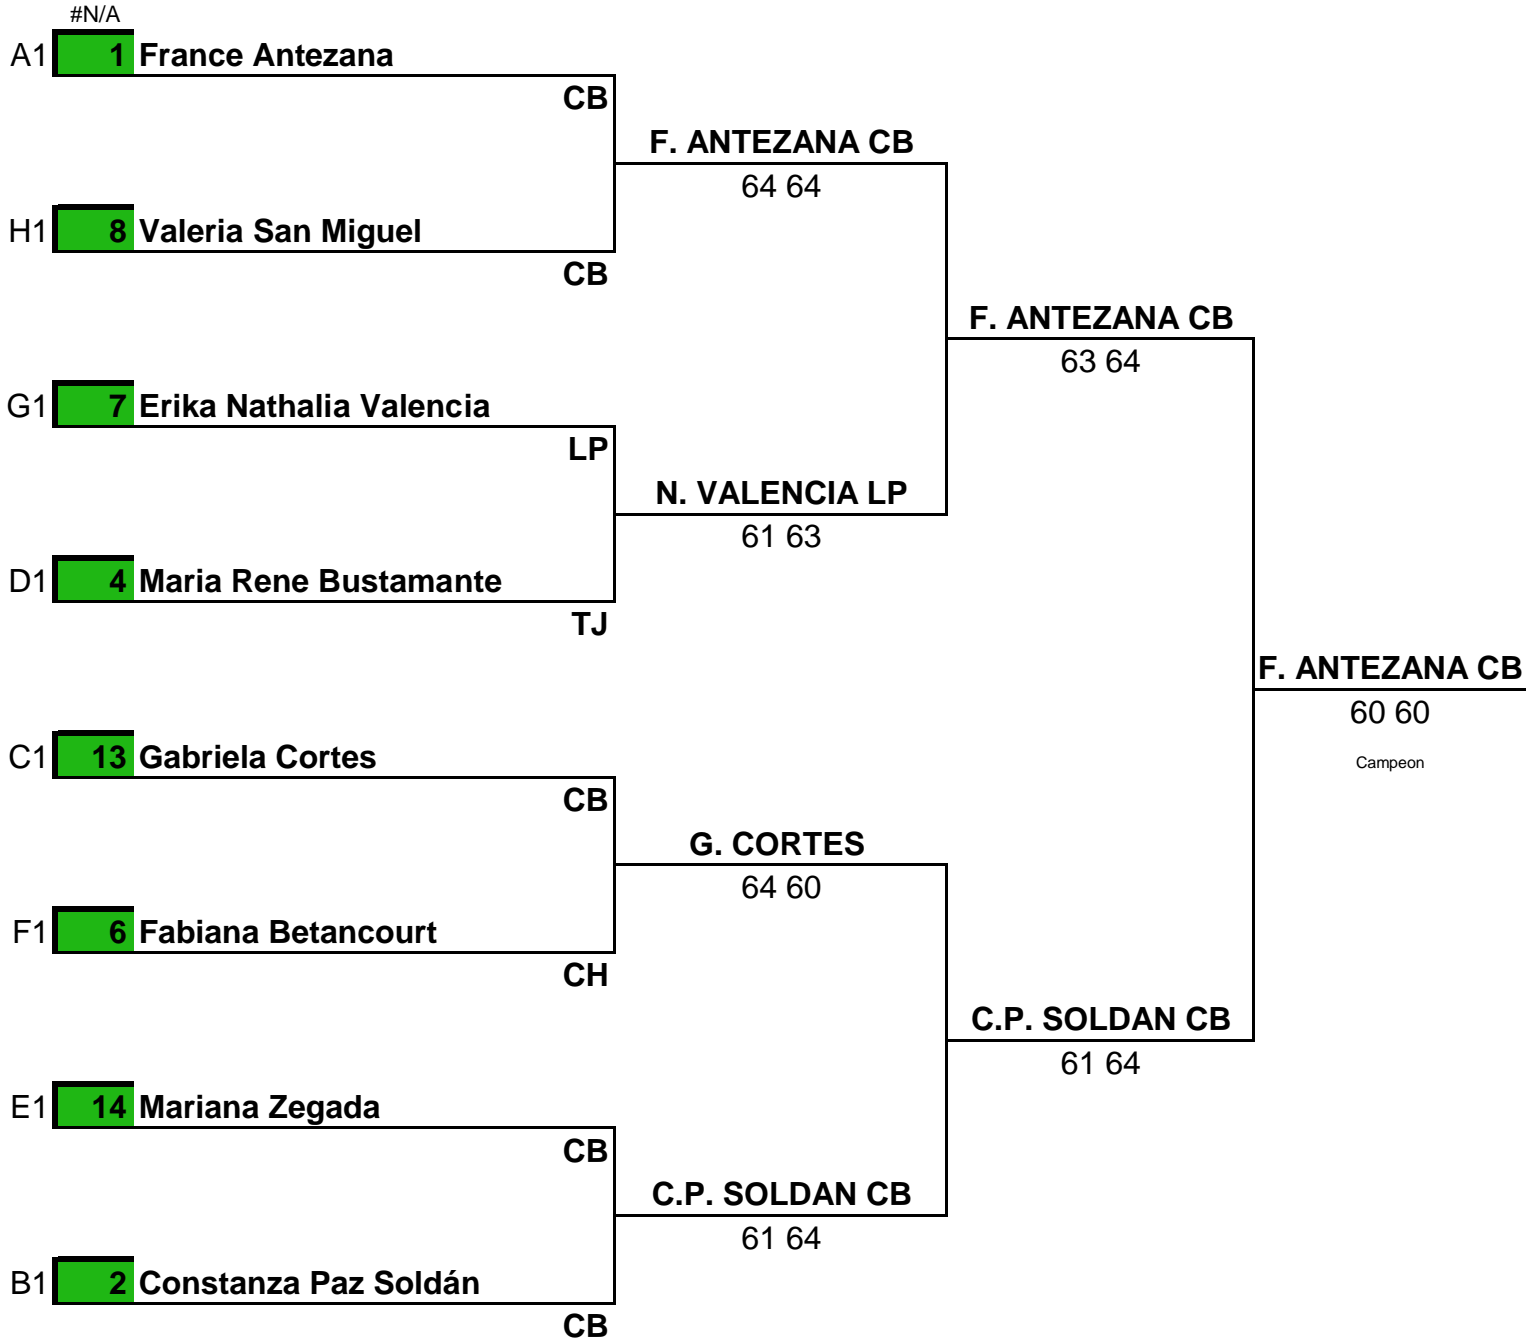 #N/A
A1 1 France Antezana
CB
F. ANTEZANA CB
64 64
H1 8 Valeria San Miguel
CB
F. ANTEZANA CB
63 64
G1 7 Erika Nathalia Valencia
LP
N. VALENCIA LP
61 63
D1 4 Maria Rene Bustamante
TJ
F. ANTEZANA CB
60 60
Campeon
C1 13 Gabriela Cortes
CB
G. CORTES
64 60
F1 6 Fabiana Betancourt
CH
C.P. SOLDAN CB
61 64
E1 14 Mariana Zegada
CB
C.P. SOLDAN CB
61 64
B1 2 Constanza Paz Soldán
CB